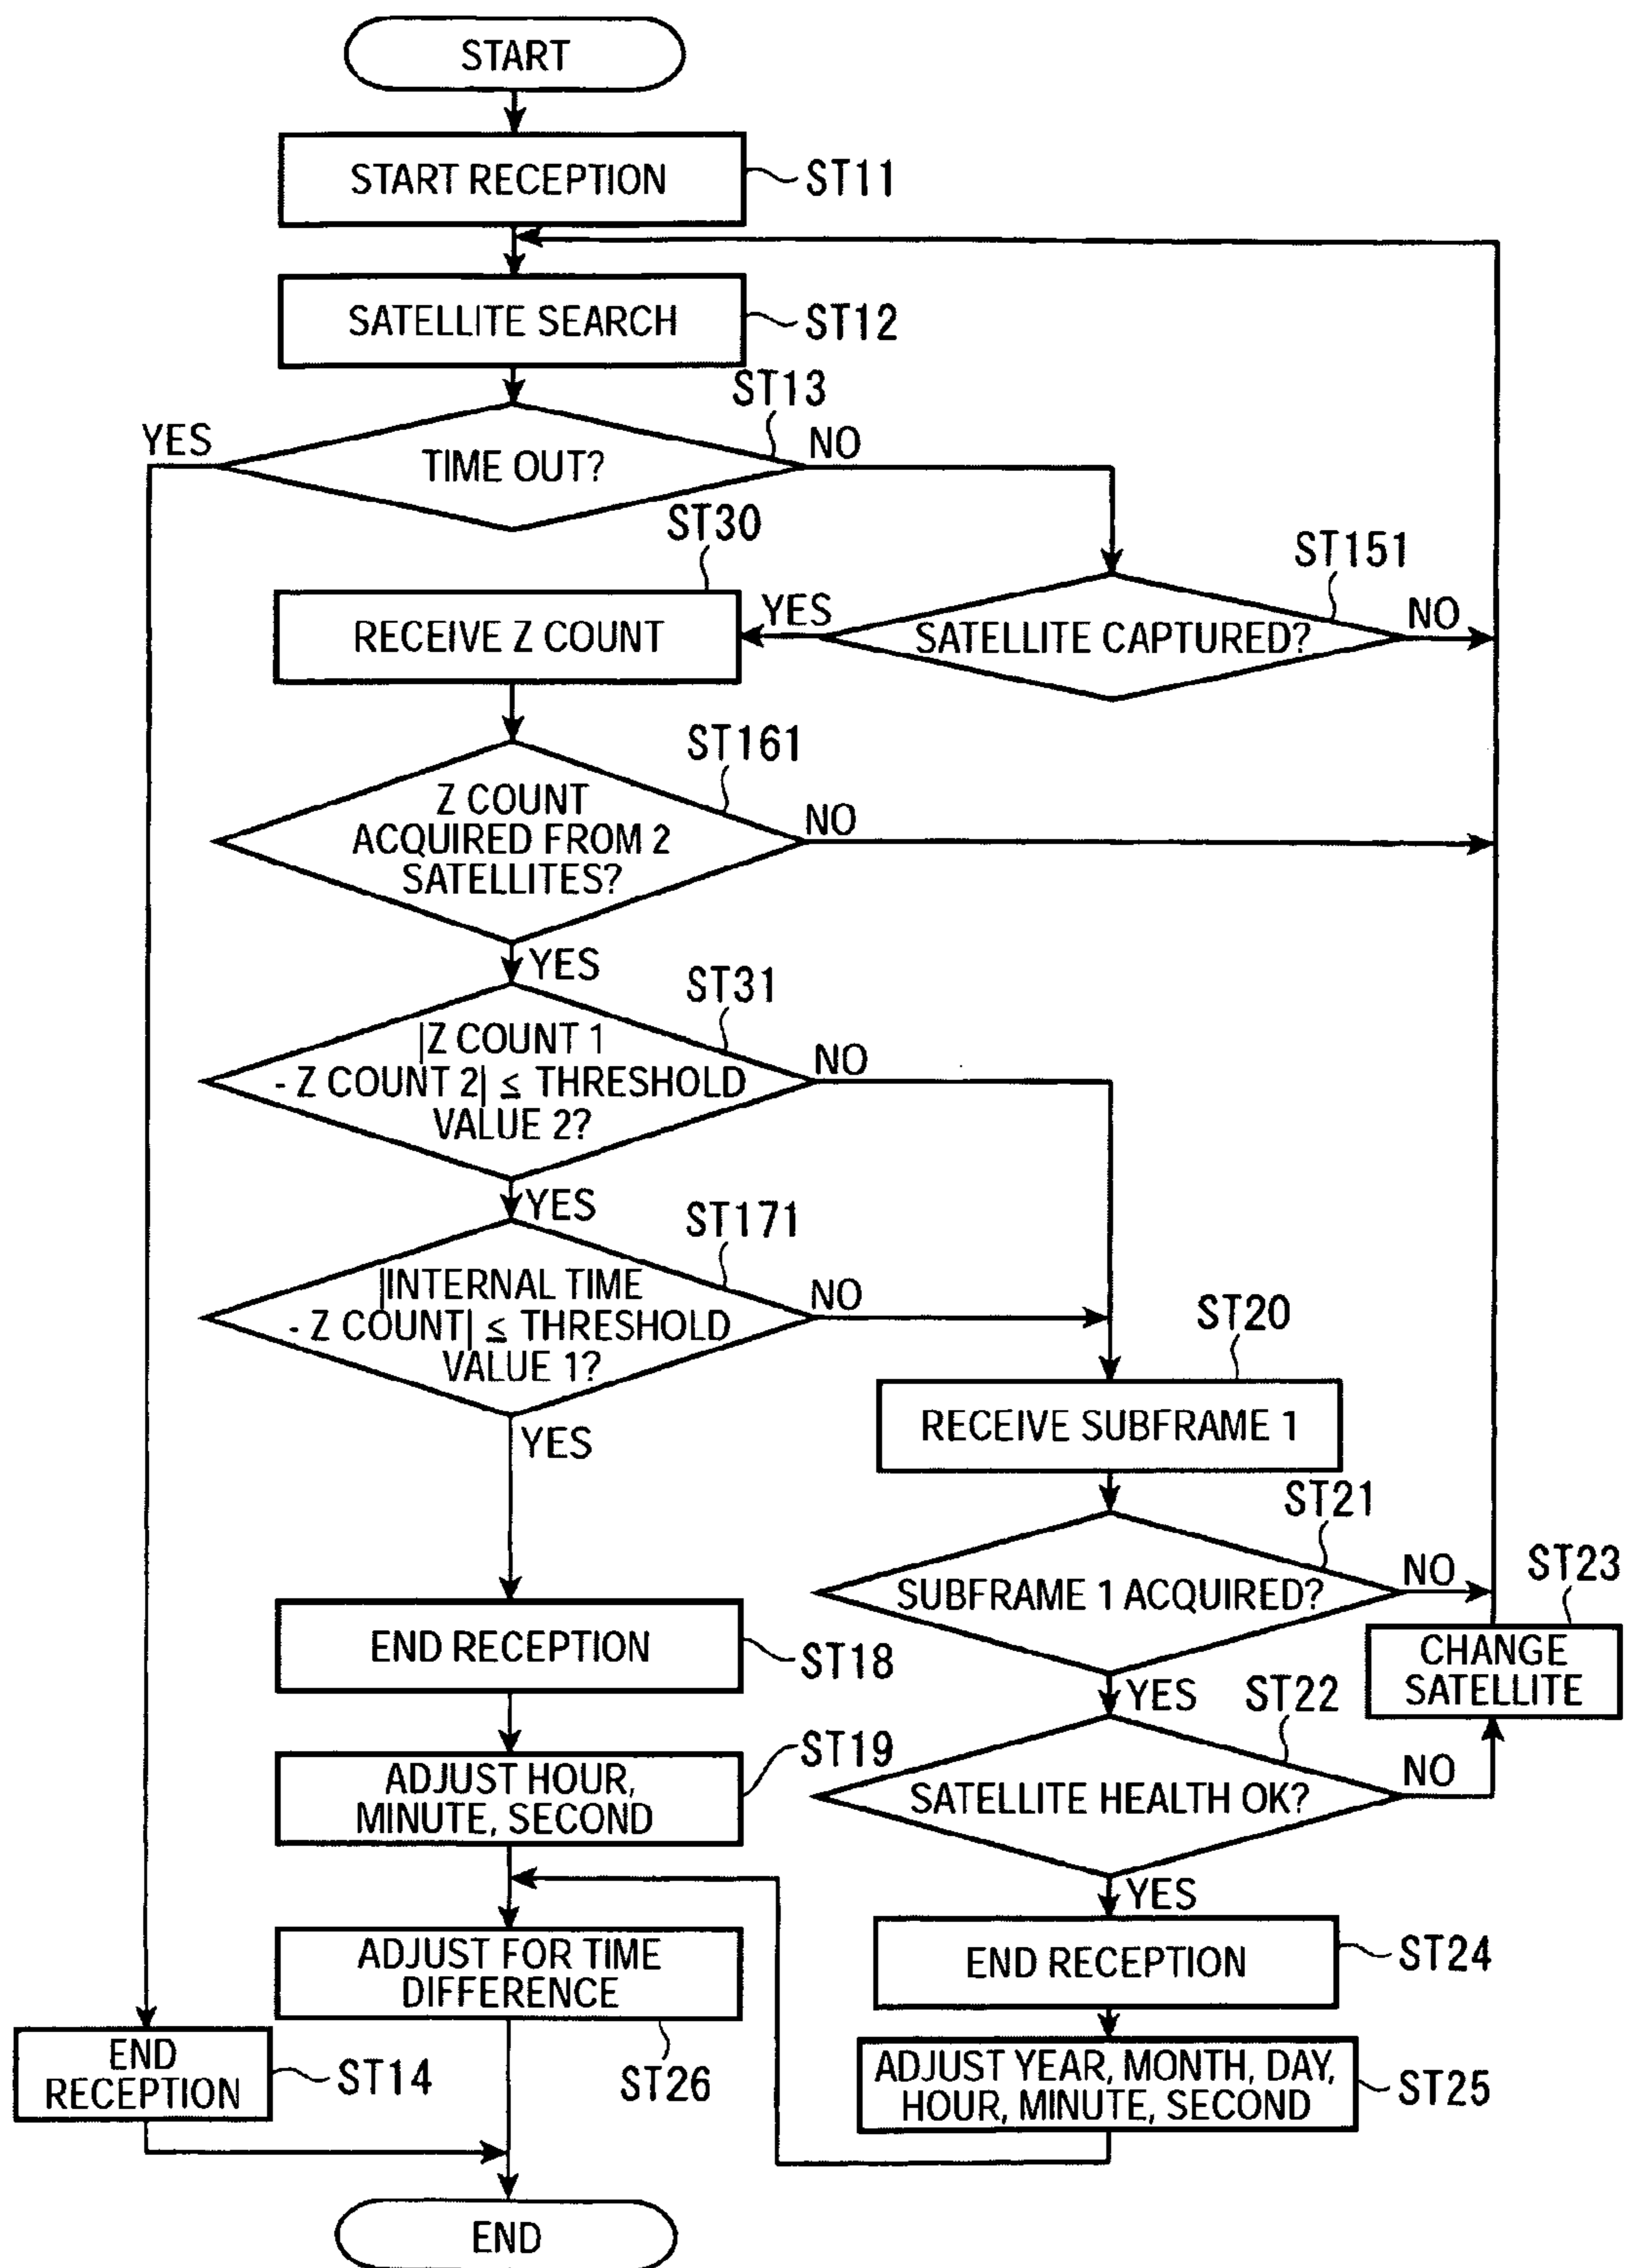 START
START RECEPTION
ST11
SATELLITE SEARCH
ST12
ST13
YES
TIME OUT?
NO
ST30
ST151
RECEIVE Z COUNT
YES
SATELLITE CAPTURED?
NO
ST161
Z COUNT
ACQUIRED FROM 2
SATELLITES?
NO
YES
ST31
|Z COUNT 1
- Z COUNT 2| ≤ THRESHOLD
VALUE 2?
NO
YES
ST171
|INTERNAL TIME
- Z COUNT| ≤ THRESHOLD
VALUE 1?
NO
YES
ST20
RECEIVE SUBFRAME 1
ST21
SUBFRAME 1 ACQUIRED?
NO
ST23
CHANGE
SATELLITE
YES
ST22
SATELLITE HEALTH OK?
NO
YES
END RECEPTION
ST18
ADJUST HOUR,
MINUTE, SECOND
ST19
END RECEPTION
ST24
ADJUST FOR TIME
DIFFERENCE
ST26
ADJUST YEAR, MONTH, DAY,
HOUR, MINUTE, SECOND
ST25
END
RECEPTION
ST14
END